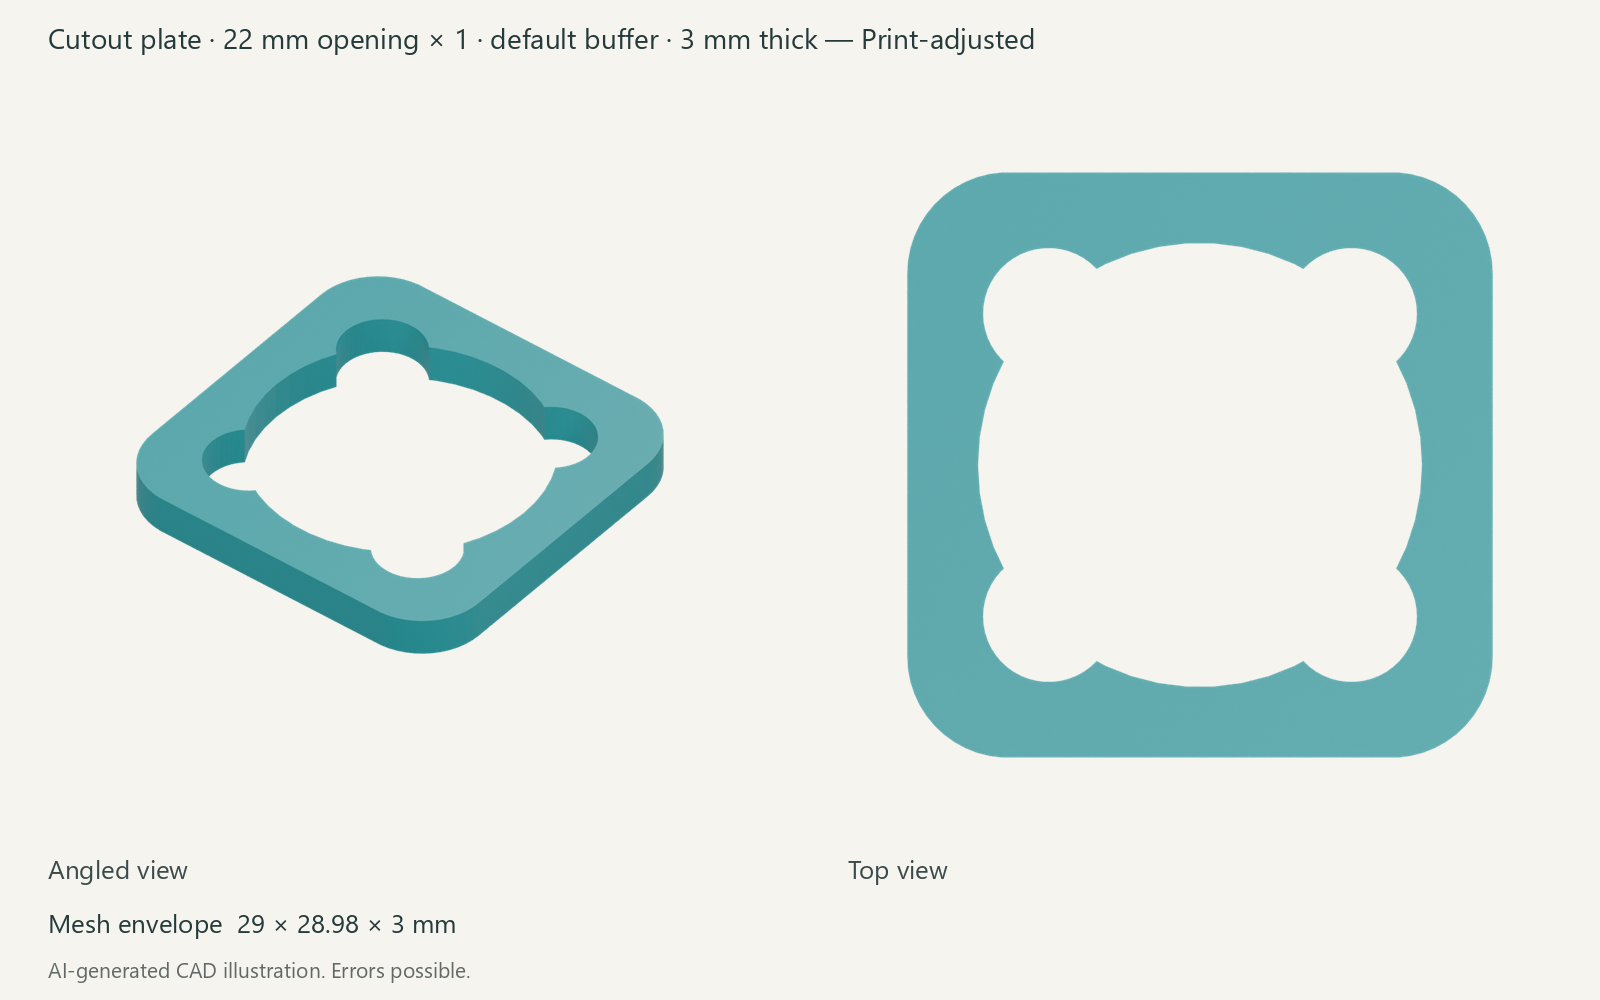 Cutout plate · 22 mm opening × 1 · default buffer · 3 mm thick — Print-adjusted
Angled view
Top view
Mesh envelope 29 × 28.98 × 3 mm
AI-generated CAD illustration. Errors possible.